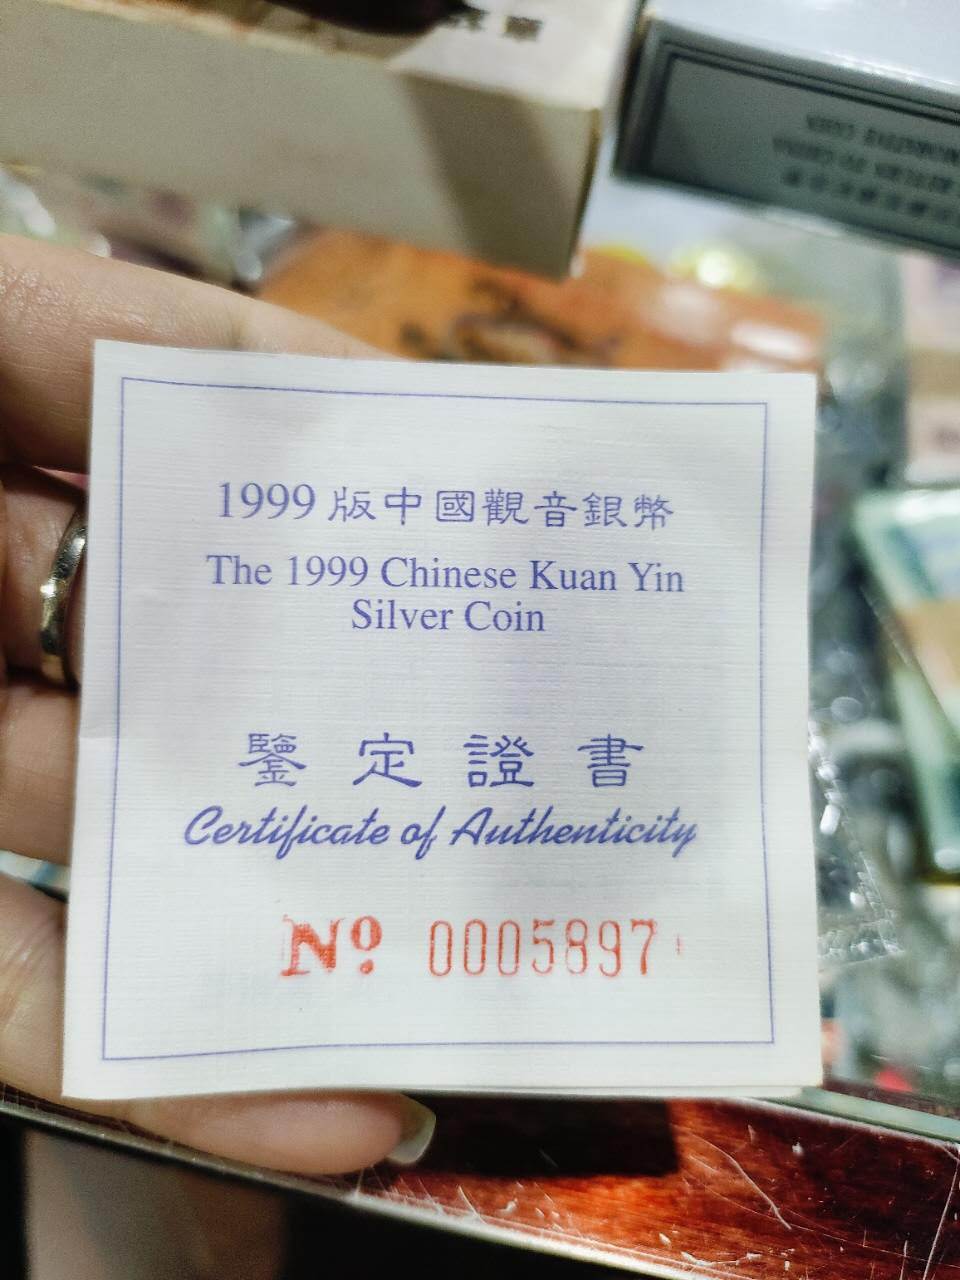 1999 版中國觀音銀幣
The 1999 Chinese Kuan Yin
Silver Coin
鑒定證書
Certificate of Authenticity
Nº 0005897